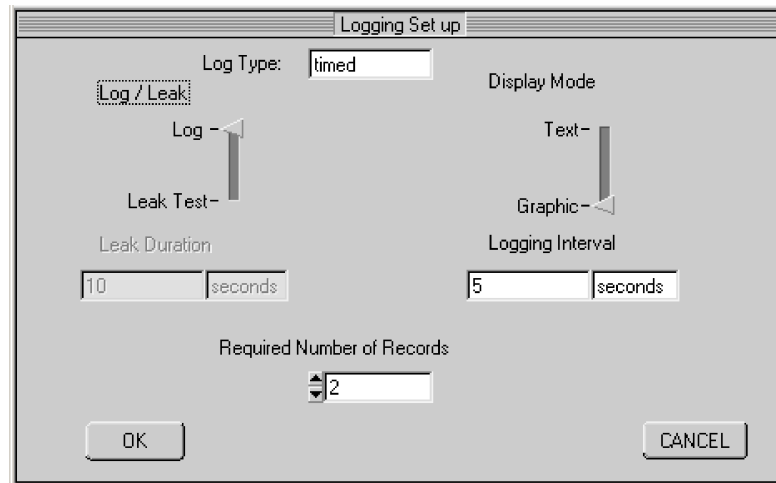 Logging Set up
Log Type: timed
Log / Leak
Display Mode
Log
Text
Leak Test
Graphic
Leak Duration
Logging Interval
10 seconds
5 seconds
Required Number of Records
2
OK
CANCEL